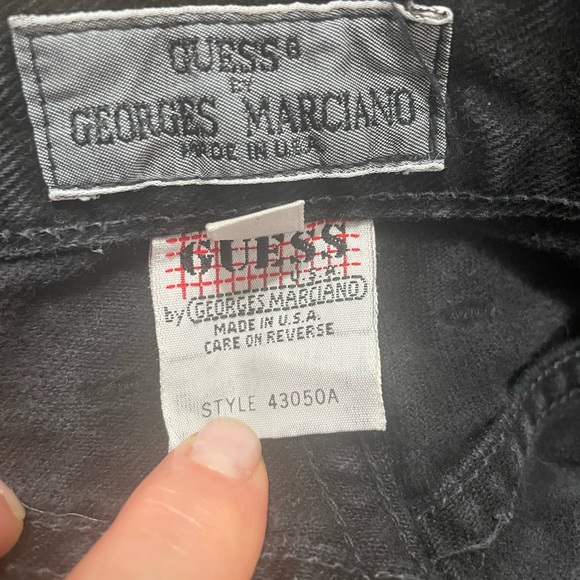 GUESS®
BY
GEORGES MARCIANO
MADE IN U.S.A.
GUESS
U.S.A.
by GEORGES MARCIANO
MADE IN U.S.A.
CARE ON REVERSE
STYLE 43050A